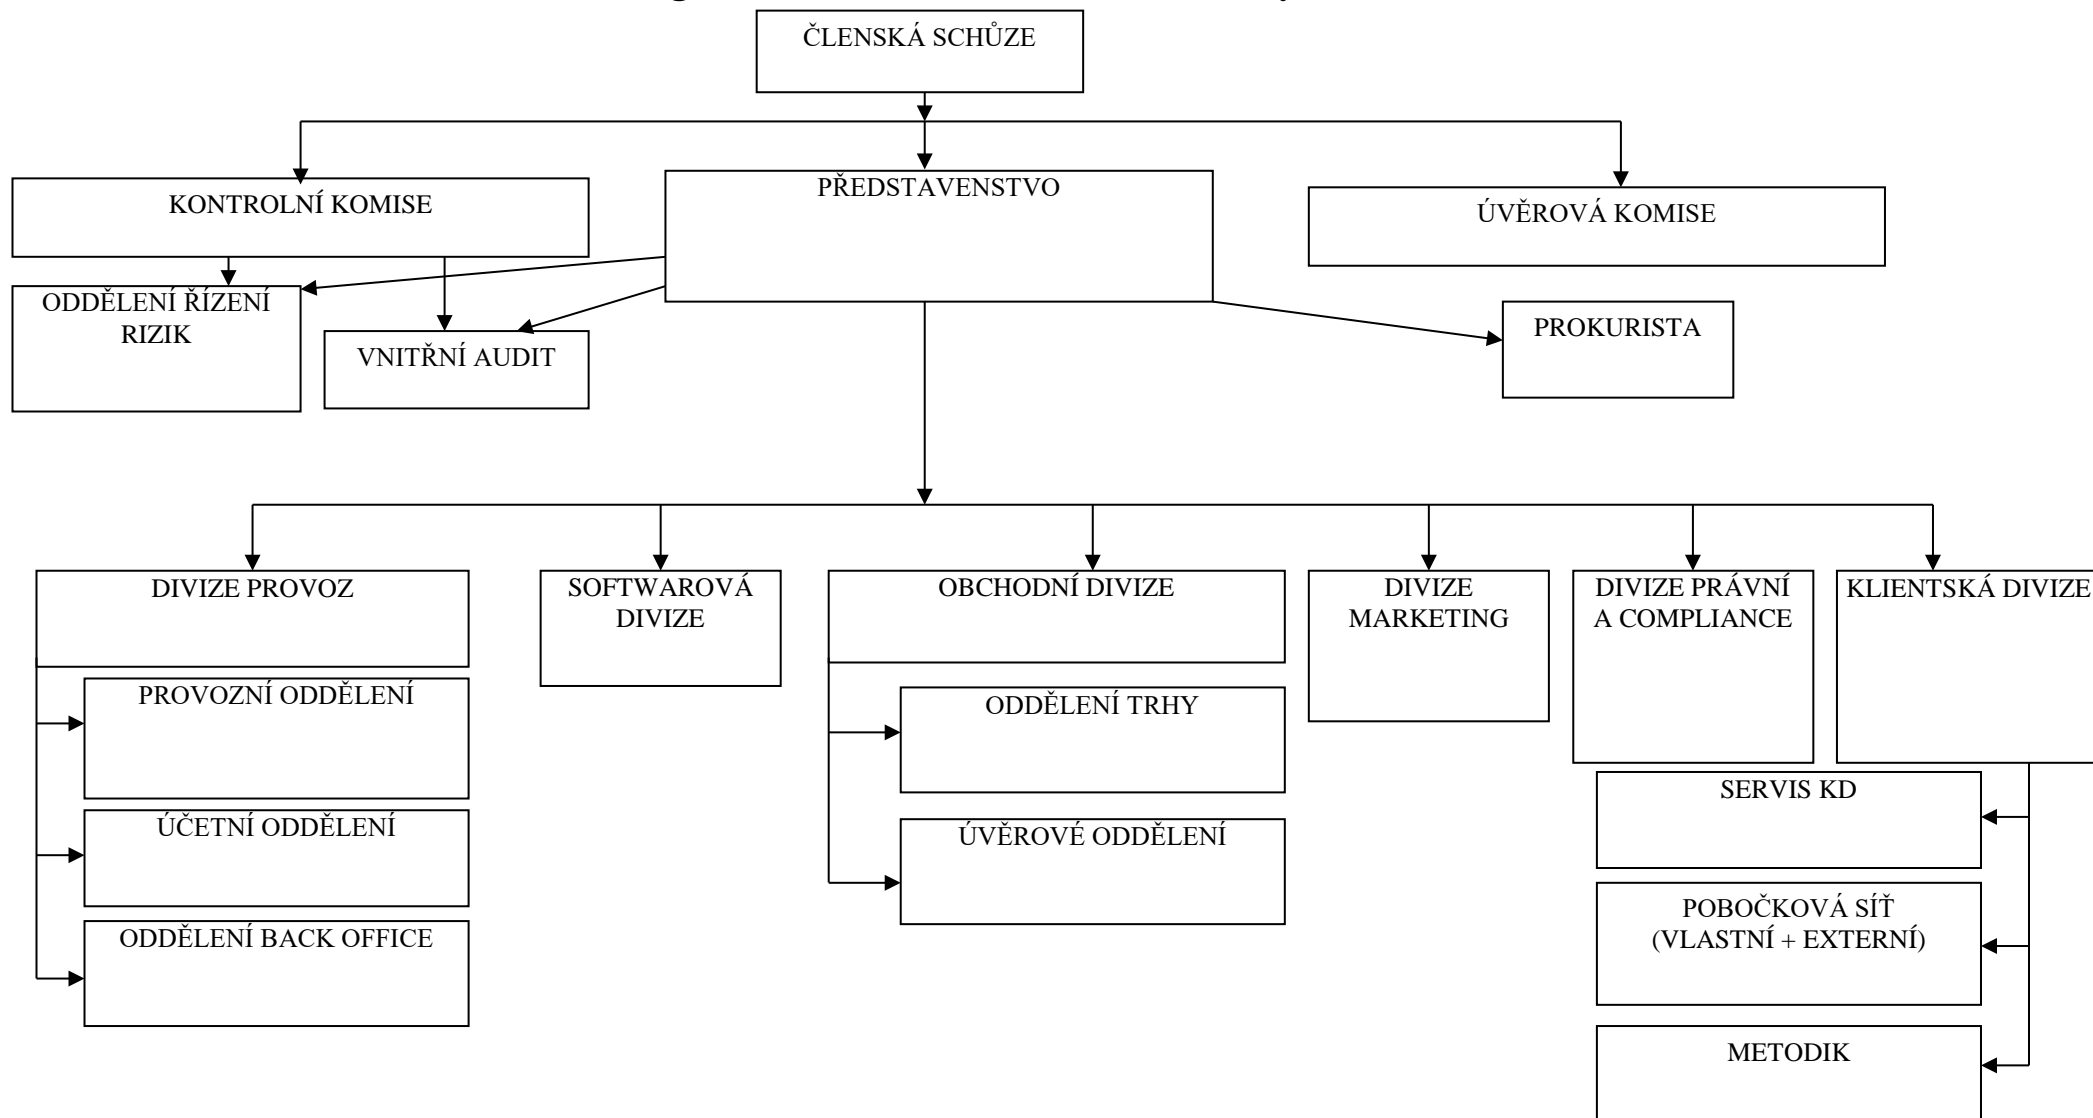 ČLENSKÁ SCHŮZE
KONTROLNÍ KOMISE
PŘEDSTAVENSTVO
ÚVĚROVÁ KOMISE
ODDĚLENÍ ŘÍZENÍ
RIZIK
VNITŘNÍ AUDIT
PROKURISTA
DIVIZE PROVOZ
SOFTWAROVÁ
DIVIZE
OBCHODNÍ DIVIZE
DIVIZE
MARKETING
DIVIZE PRÁVNÍ
A COMPLIANCE
KLIENTSKÁ DIVIZE
PROVOZNÍ ODDĚLENÍ
ÚČETNÍ ODDĚLENÍ
ODDĚLENÍ BACK OFFICE
ODDĚLENÍ TRHY
ÚVĚROVÉ ODDĚLENÍ
SERVIS KD
POBOČKOVÁ SÍŤ
(VLASTNÍ + EXTERNÍ)
METODIK